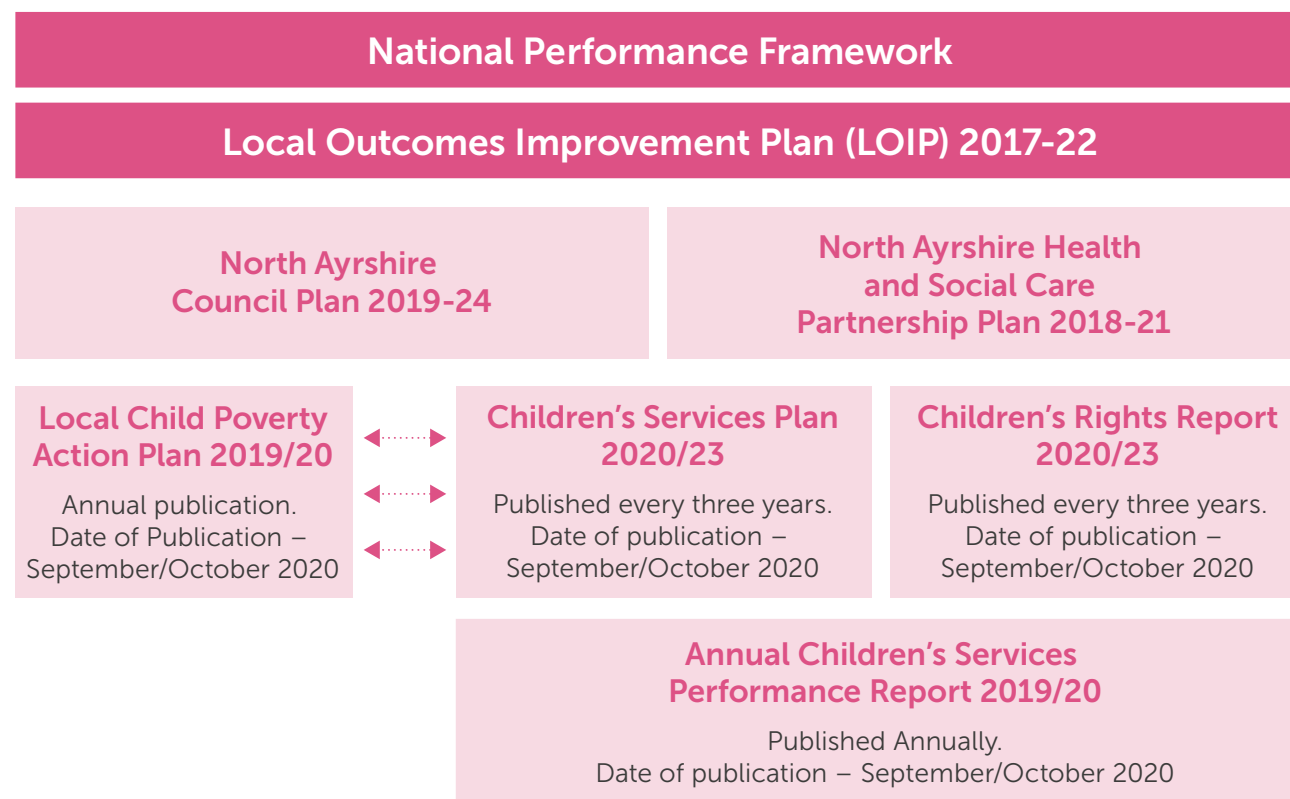 National Performance Framework
Local Outcomes Improvement Plan (LOIP) 2017-22
North Ayrshire
Council Plan 2019-24
North Ayrshire Health
and Social Care
Partnership Plan 2018-21
Local Child Poverty
Action Plan 2019/20
Annual publication.
Date of Publication –
September/October 2020
Children’s Services Plan
2020/23
Published every three years.
Date of publication –
September/October 2020
Children’s Rights Report
2020/23
Published every three years.
Date of publication –
September/October 2020
Annual Children’s Services
Performance Report 2019/20
Published Annually.
Date of publication – September/October 2020